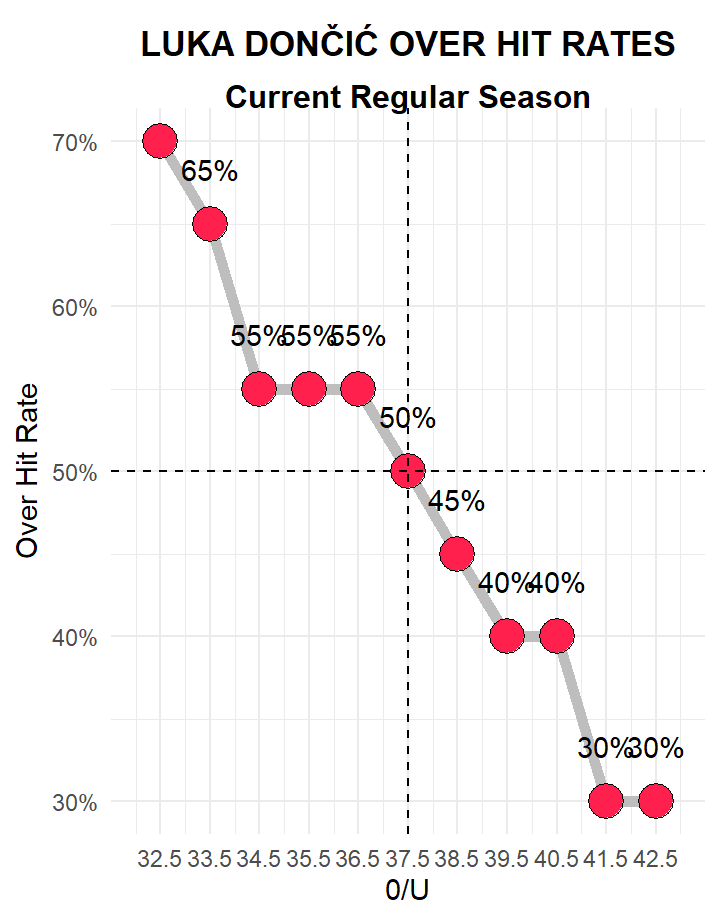 LUKA DONČIĆ OVER HIT RATES
Current Regular Season
70%
65%
60%
55% 55% 55%
50%
Over Hit Rate
50%
45%
40% 40%
40%
30% 30%
30%
32.5 33.5 34.5 35.5 36.5 37.5 38.5 39.5 40.5 41.5 42.5
0/U